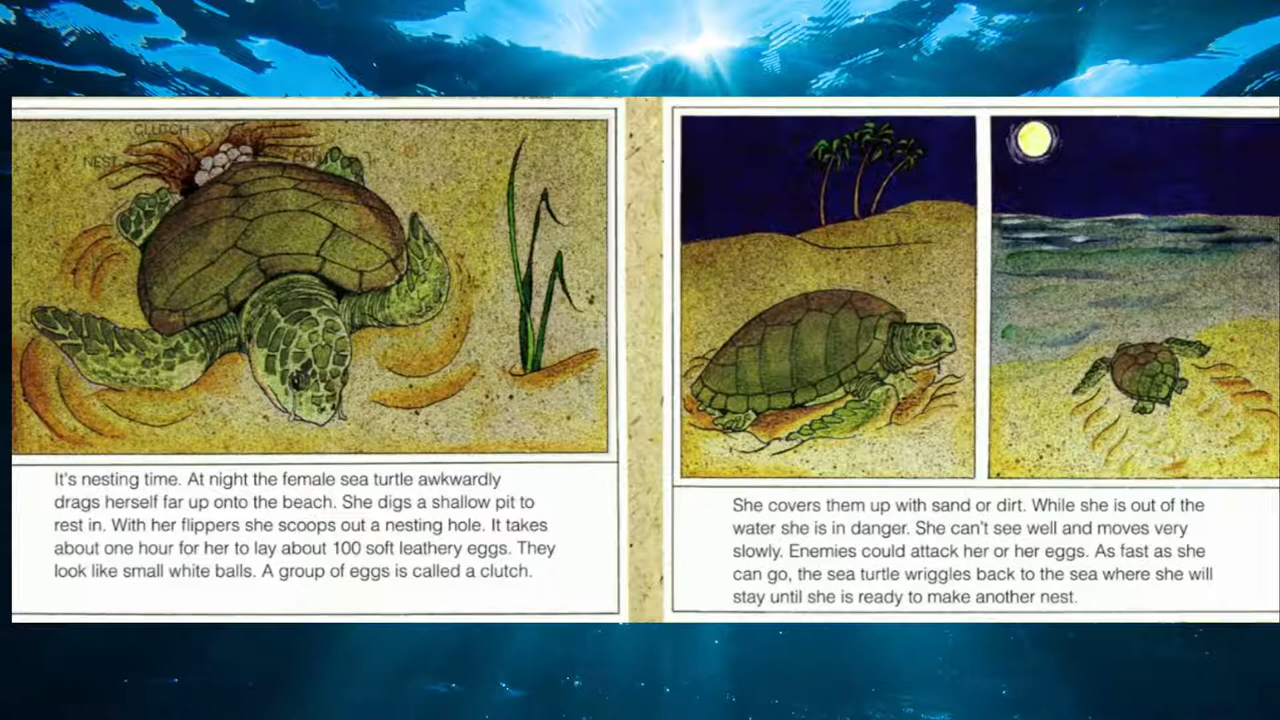 CLUTCH
NEST
It's nesting time. At night the female sea turtle awkwardly
drags herself far up onto the beach. She digs a shallow pit to
rest in. With her flippers she scoops out a nesting hole. It takes
about one hour for her to lay about 100 soft leathery eggs. They
look like small white balls. A group of eggs is called a clutch.
She covers them up with sand or dirt. While she is out of the
water she is in danger. She can't see well and moves very
slowly. Enemies could attack her or her eggs. As fast as she
can go, the sea turtle wriggles back to the sea where she will
stay until she is ready to make another nest.